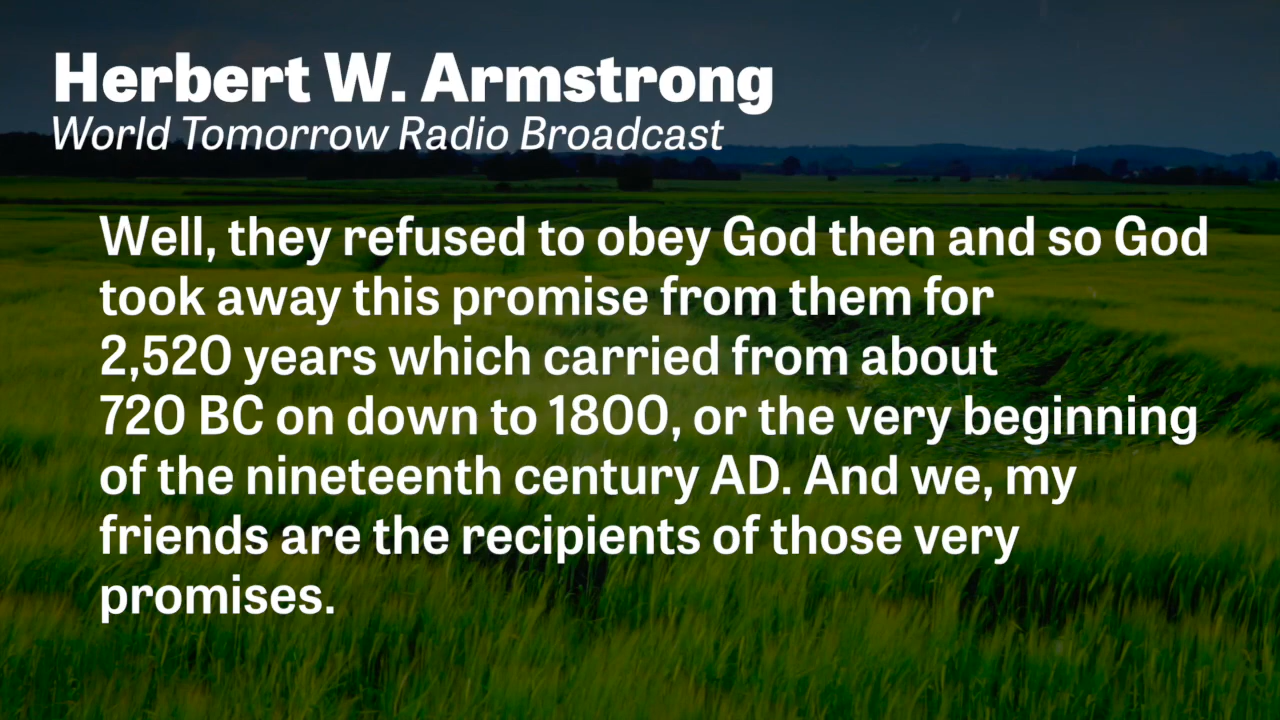 Herbert W. Armstrong
World Tomorrow Radio Broadcast
Well, they refused to obey God then and so God
took away this promise from them for
2,520 years which carried from about
720 BC on down to 1800, or the very beginning
of the nineteenth century AD. And we, my
friends are the recipients of those very
promises.